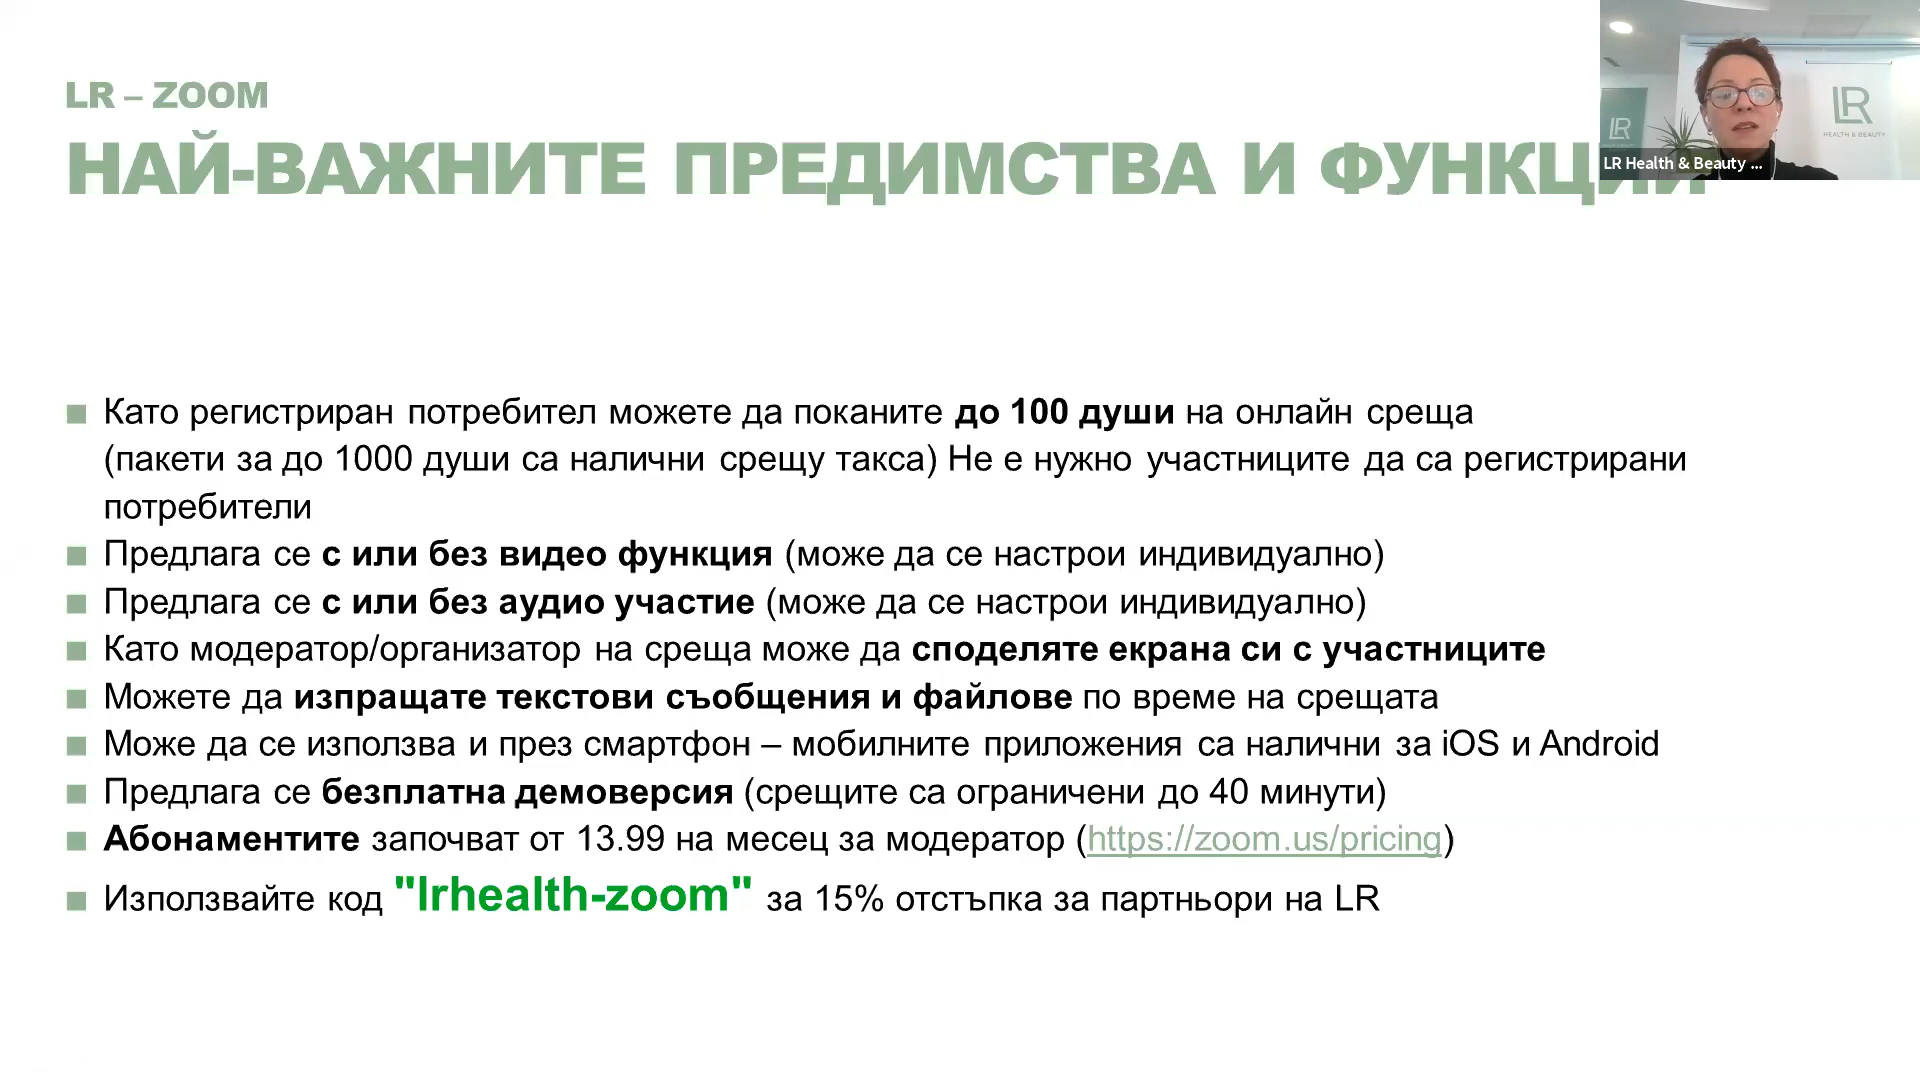 LR – ZOOM
НАЙ-ВАЖНИТЕ ПРЕДИМСТВА И ФУНКЦИИ
LR
HEALTH & BEAUTY
LR
LR Health & Beauty ...
Като регистриран потребител можете да поканите до 100 души на онлайн среща
(пакети за до 1000 души са налични срещу такса) Не е нужно участниците да са регистрирани
потребители
Предлага се с или без видео функция (може да се настрои индивидуално)
Предлага се с или без аудио участие (може да се настрои индивидуално)
Като модератор/организатор на среща може да споделяте екрана си с участниците
Можете да изпращате текстови съобщения и файлове по време на срещата
Може да се използва и през смартфон – мобилните приложения са налични за iOS и Android
Предлага се безплатна демоверсия (срещите са ограничени до 40 минути)
Абонаментите започват от 13.99 на месец за модератор (https://zoom.us/pricing)
Използвайте код "lrhealth-zoom" за 15% отстъпка за партньори на LR